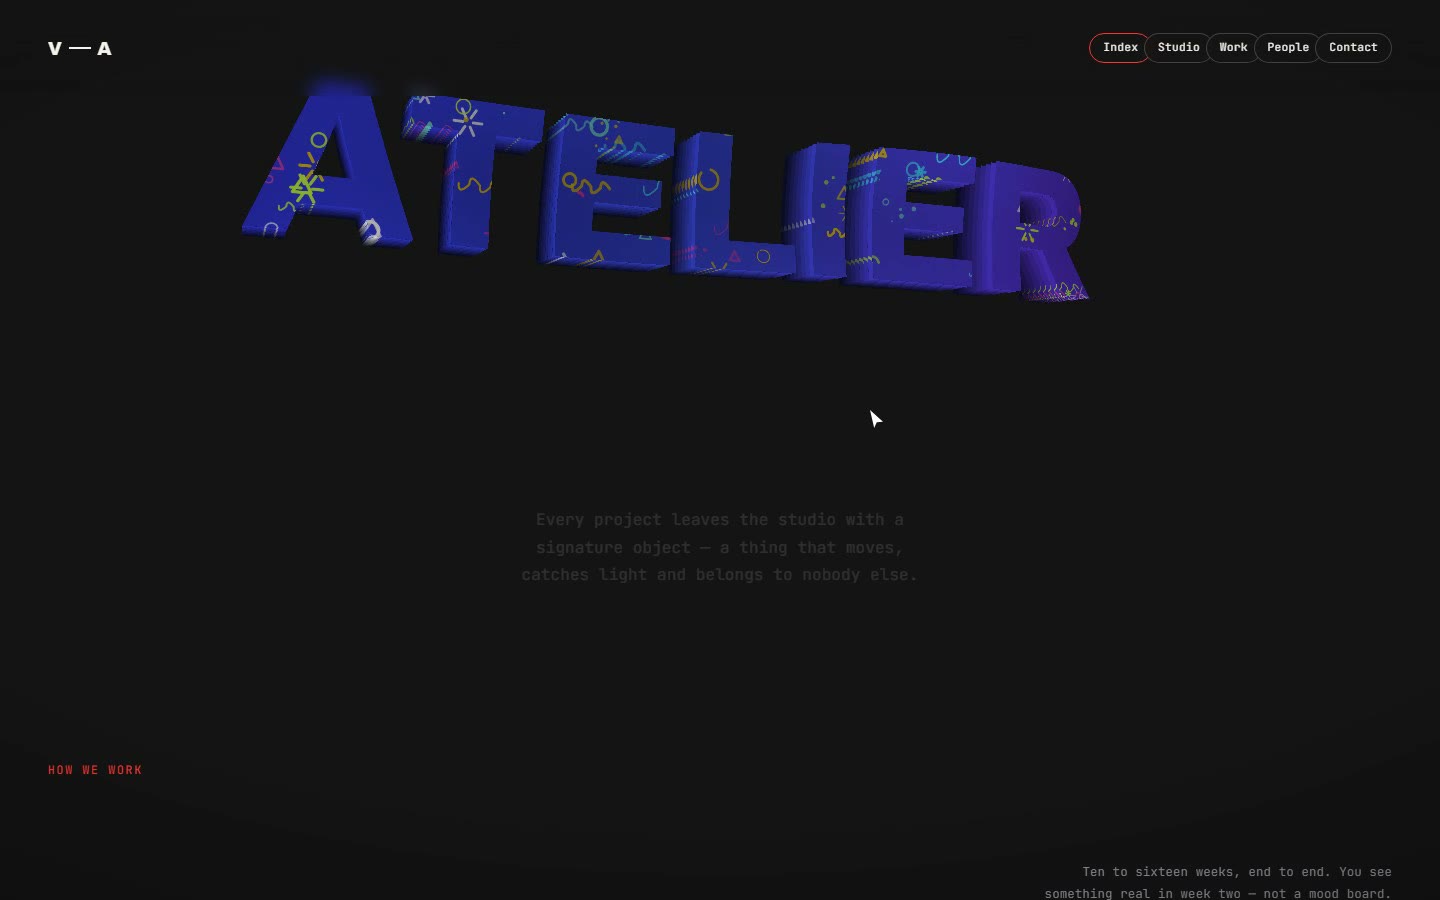 V — A
Index Studio Work People Contact
ATELIER
Every project leaves the studio with a
signature object — a thing that moves,
catches light and belongs to nobody else.
HOW WE WORK
Ten to sixteen weeks, end to end. You see
something real in week two — not a mood board.